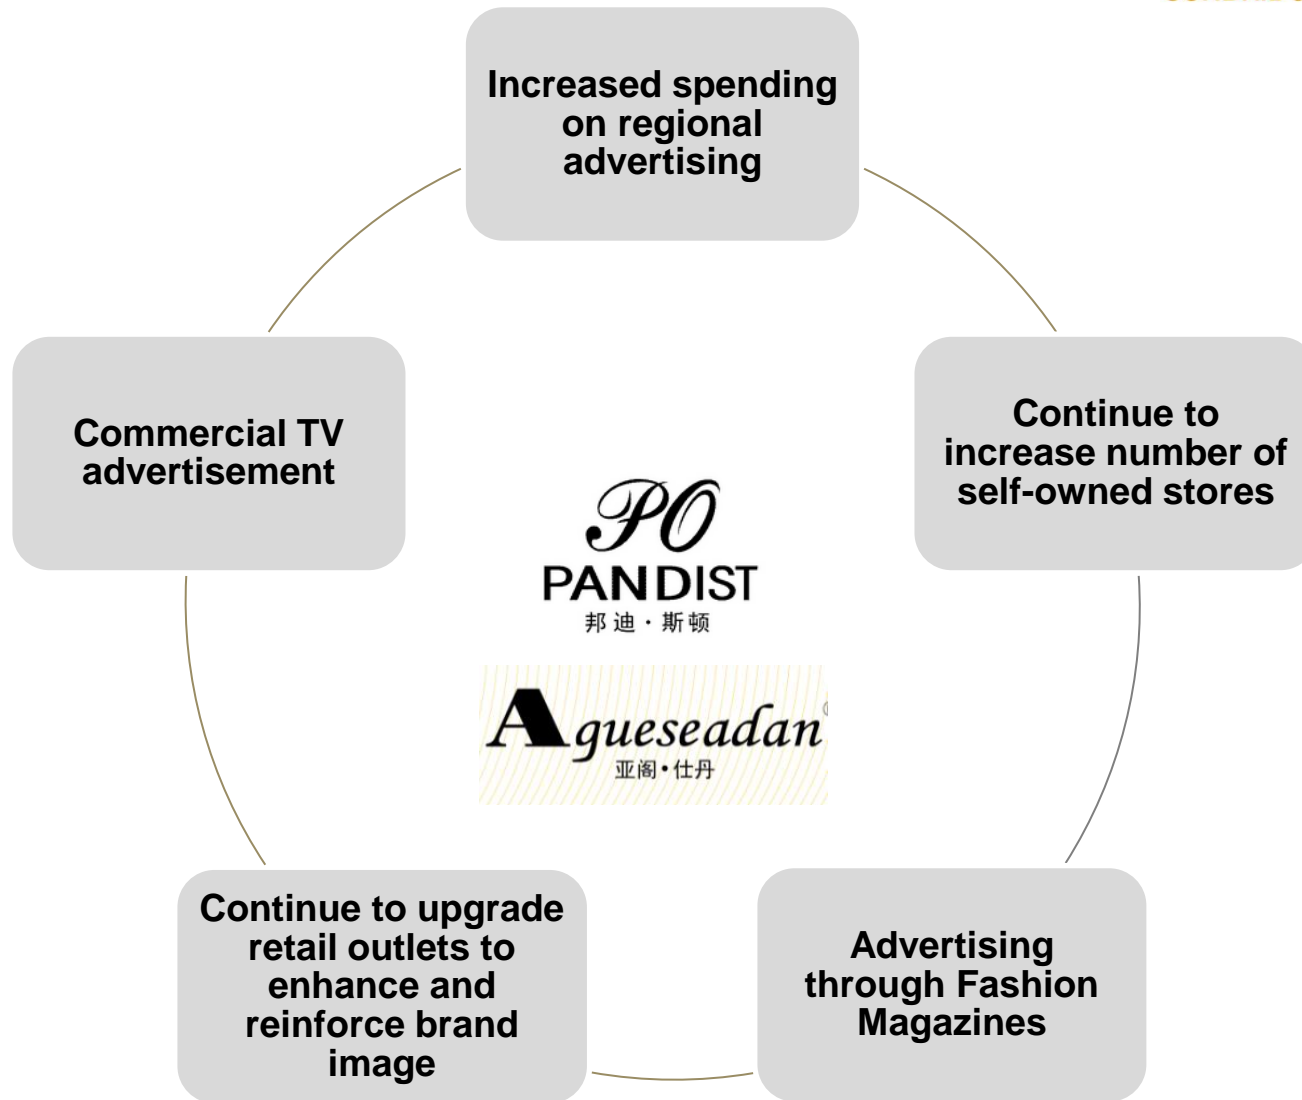 Increased spending
on regional
advertising
Commercial TV
advertisement
Continue to
increase number of
self-owned stores
PO
PANDIST
邦迪·斯顿
Agueseadan
亚阁·仕丹
Continue to upgrade
retail outlets to
enhance and
reinforce brand
image
Advertising
through Fashion
Magazines